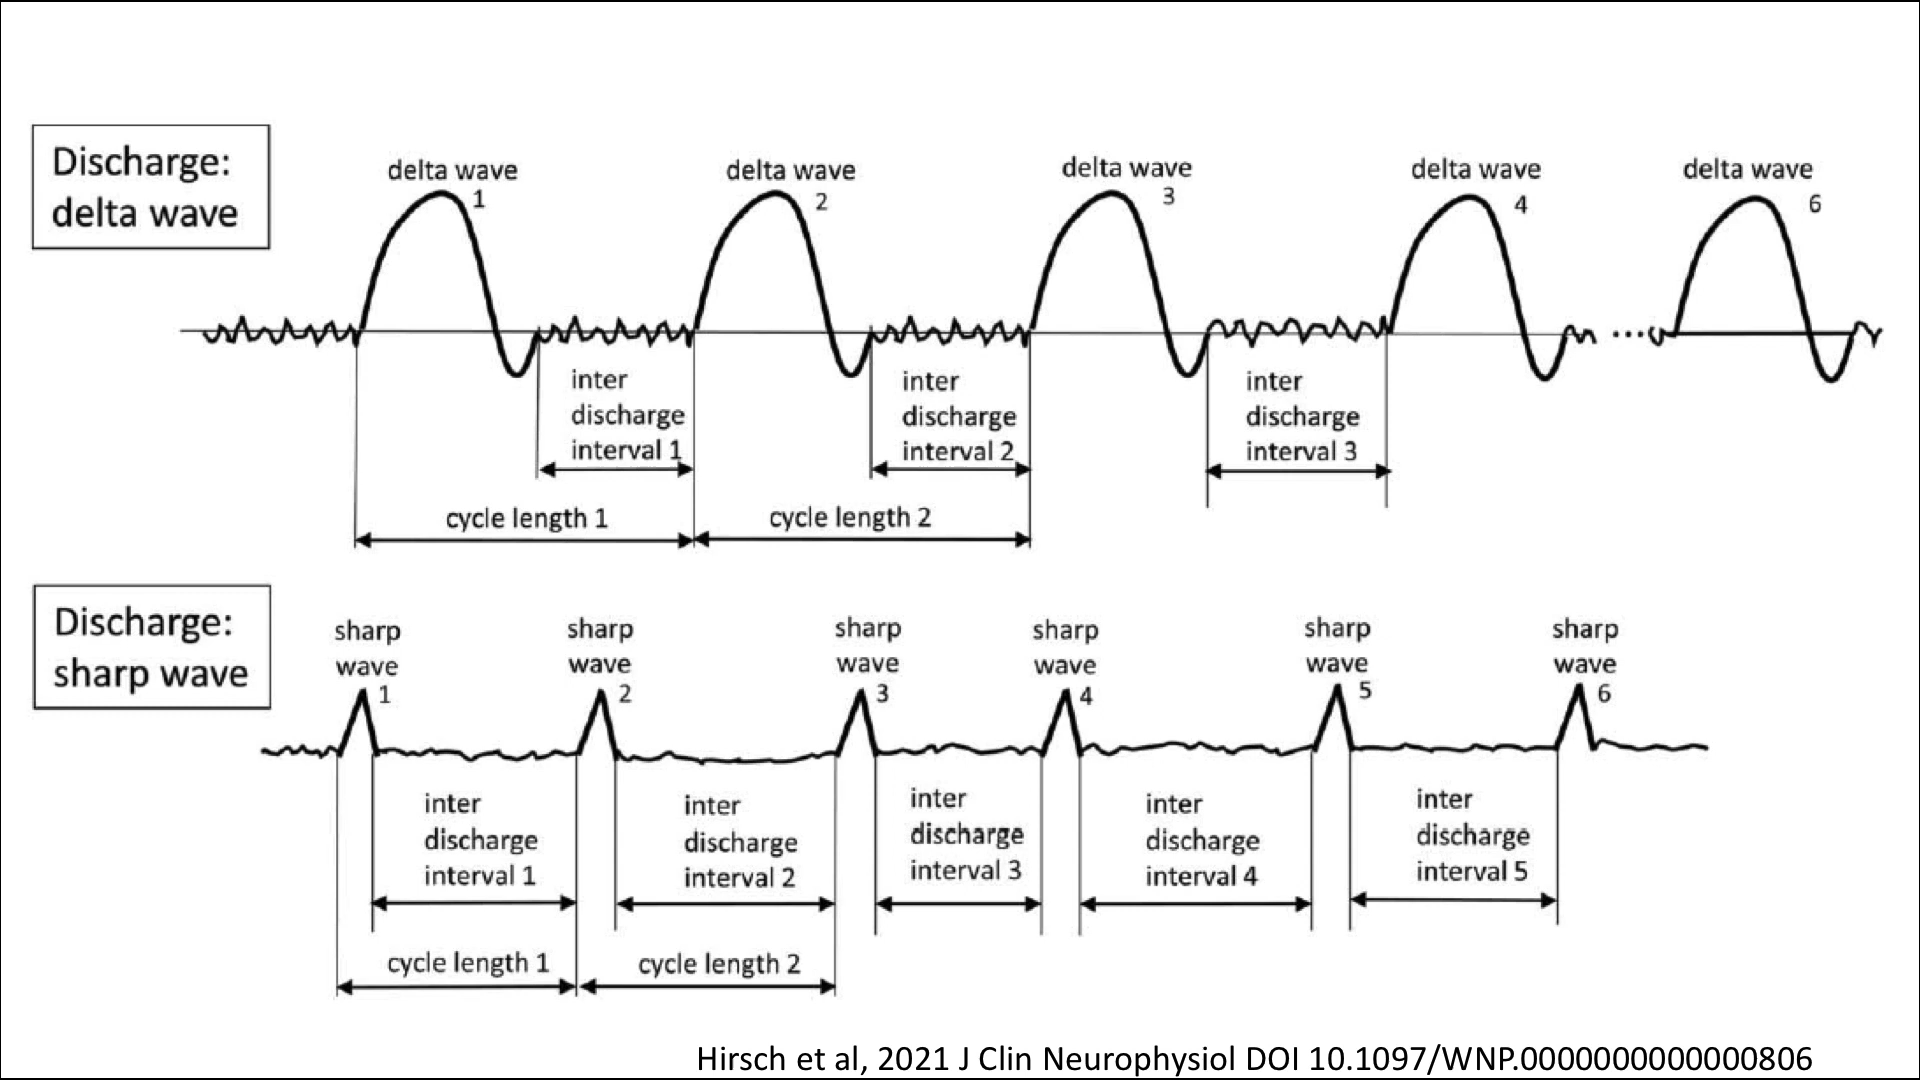 Discharge:
delta wave
delta wave
1
delta wave
2
delta wave
3
delta wave
4
delta wave
6
inter
discharge
interval 1
inter
discharge
interval 2
inter
discharge
interval 3
cycle length 1
cycle length 2
Discharge:
sharp wave
sharp
wave
1
sharp
wave
2
sharp
wave
3
sharp
wave
4
sharp
wave
5
sharp
wave
6
inter
discharge
interval 1
inter
discharge
interval 2
inter
discharge
interval 3
inter
discharge
interval 4
inter
discharge
interval 5
cycle length 1
cycle length 2
Hirsch et al, 2021 J Clin Neurophysiol DOI 10.1097/WNP.0000000000000806